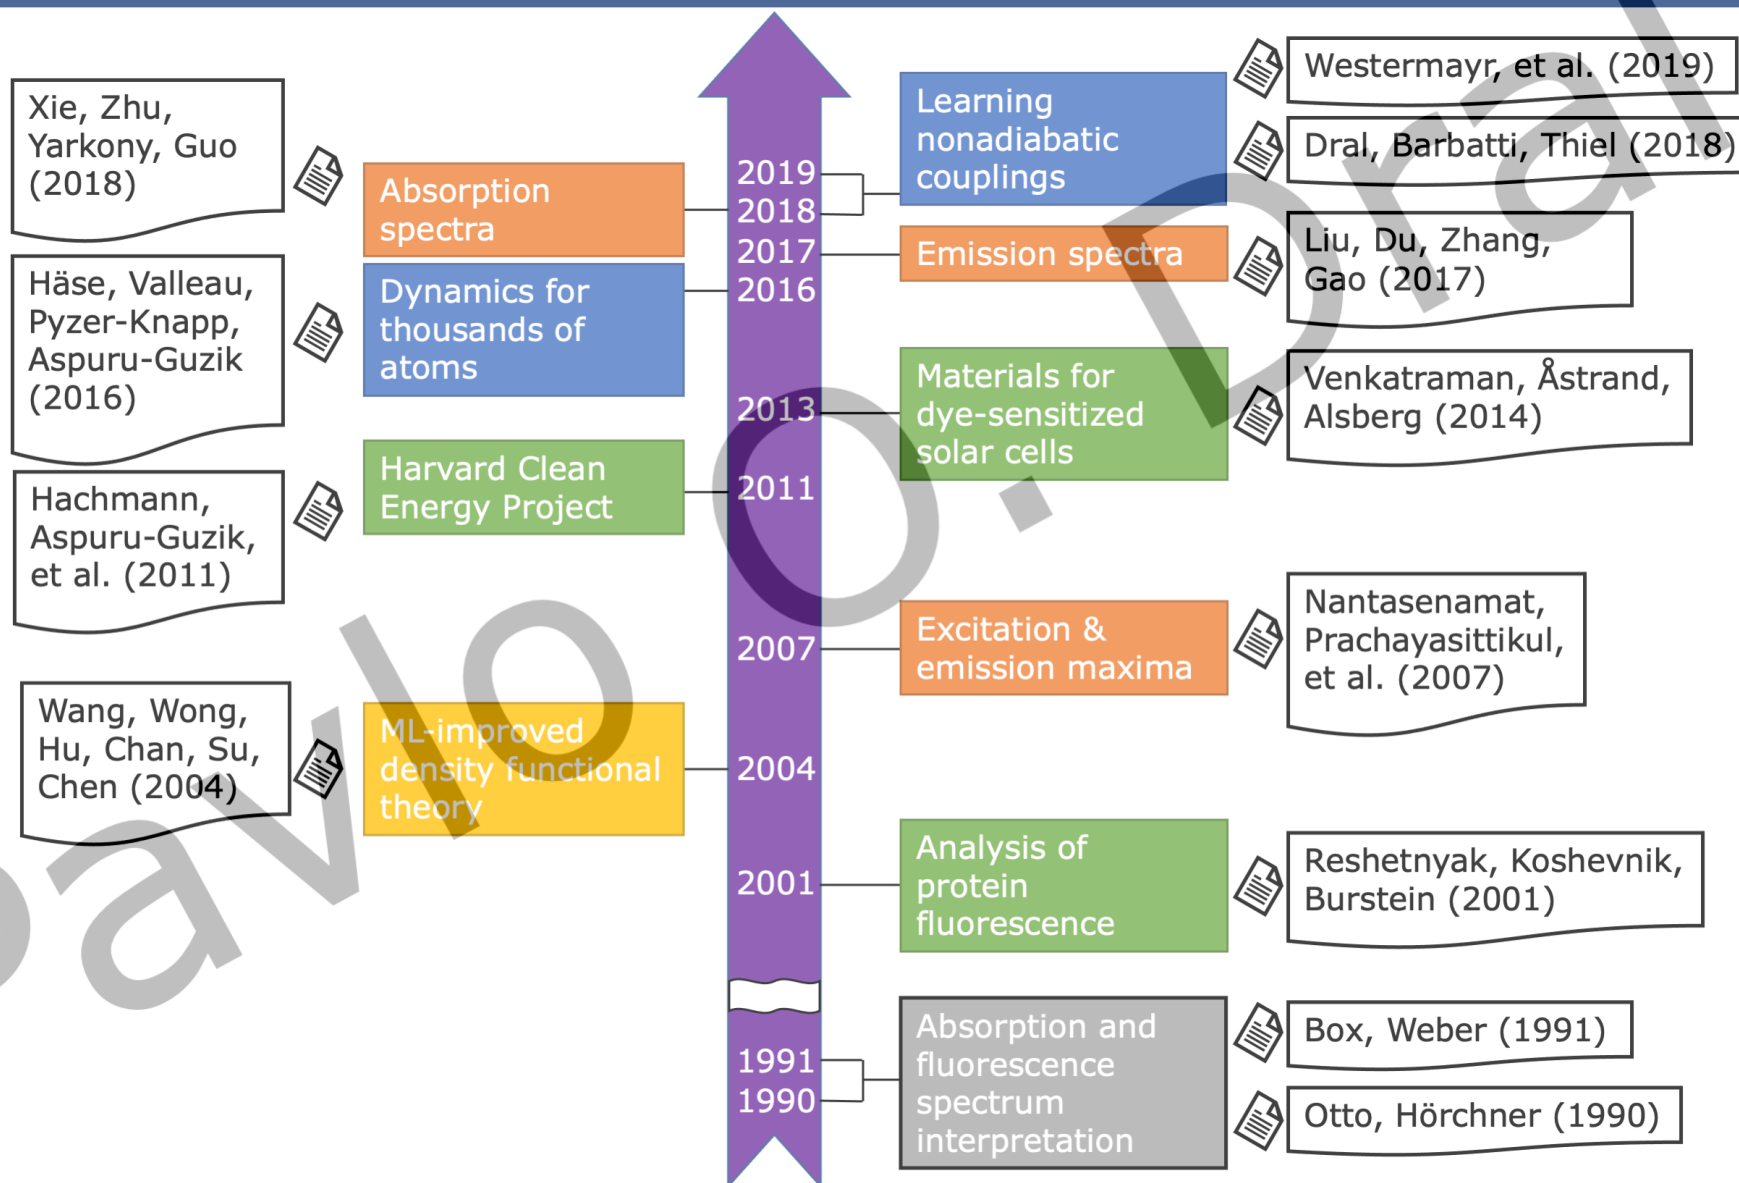 Xie, Zhu,
Yarkony, Guo
(2018)
Absorption
spectra
Häse, Valleau,
Pyzer-Knapp,
Aspuru-Guzik
(2016)
Dynamics for
thousands of
atoms
Hachmann,
Aspuru-Guzik,
et al. (2011)
Harvard Clean
Energy Project
Wang, Wong,
Hu, Chan, Su,
Chen (2004)
ML-improved
density functional
theory
2019
2018
2017
2016
2013
2011
2007
2004
2001
1991
1990
Learning
nonadiabatic
couplings
Westermayr, et al. (2019)
Dral, Barbatti, Thiel (2018)
Emission spectra
Liu, Du, Zhang,
Gao (2017)
Materials for
dye-sensitized
solar cells
Venkatraman, Åstrand,
Alsberg (2014)
Excitation &
emission maxima
Nantasenamat,
Prachayasittikul,
et al. (2007)
Analysis of
protein
fluorescence
Reshetnyak, Koshevnik,
Burstein (2001)
Absorption and
fluorescence
spectrum
interpretation
Box, Weber (1991)
Otto, Hörchner (1990)
Pavlo O. Dral